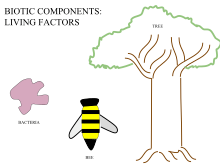 BIOTIC COMPONENTS:
LIVING FACTORS
TREE
BACTERIA
BEE